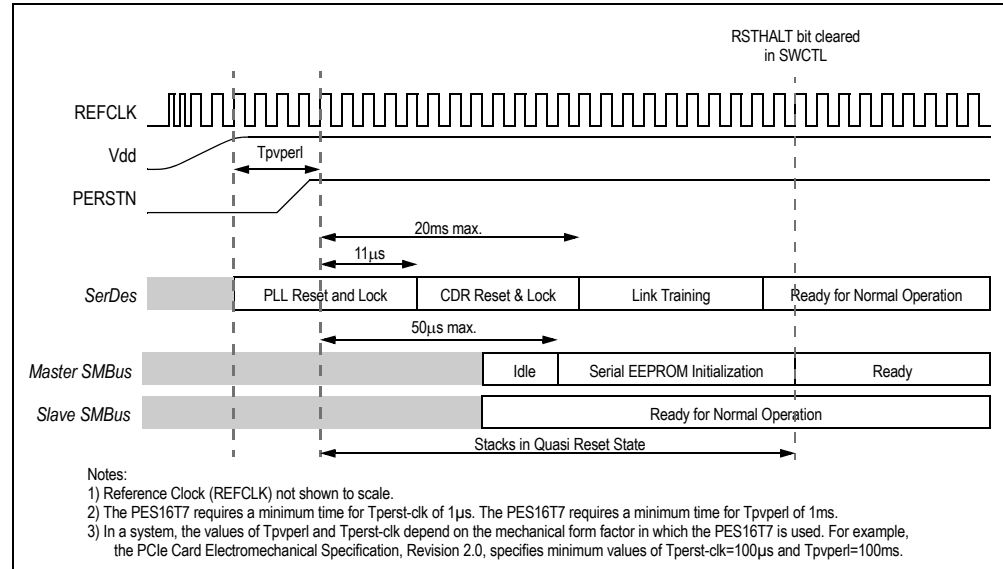 RSTHALT bit cleared
in SWCTL
REFCLK
Vdd
Tpvperl
PERSTN
20ms max.
11μs
SerDes
PLL Reset and Lock
CDR Reset & Lock
Link Training
Ready for Normal Operation
50μs max.
Master SMBus
Idle
Serial EEPROM Initialization
Ready
Slave SMBus
Ready for Normal Operation
Stacks in Quasi Reset State
Notes:
1) Reference Clock (REFCLK) not shown to scale.
2) The PES16T7 requires a minimum time for Tperst-clk of 1μs. The PES16T7 requires a minimum time for Tpvperl of 1ms.
3) In a system, the values of Tpvperl and Tperst-clk depend on the mechanical form factor in which the PES16T7 is used. For example,
the PCIe Card Electromechanical Specification, Revision 2.0, specifies minimum values of Tperst-clk=100μs and Tpvperl=100ms.